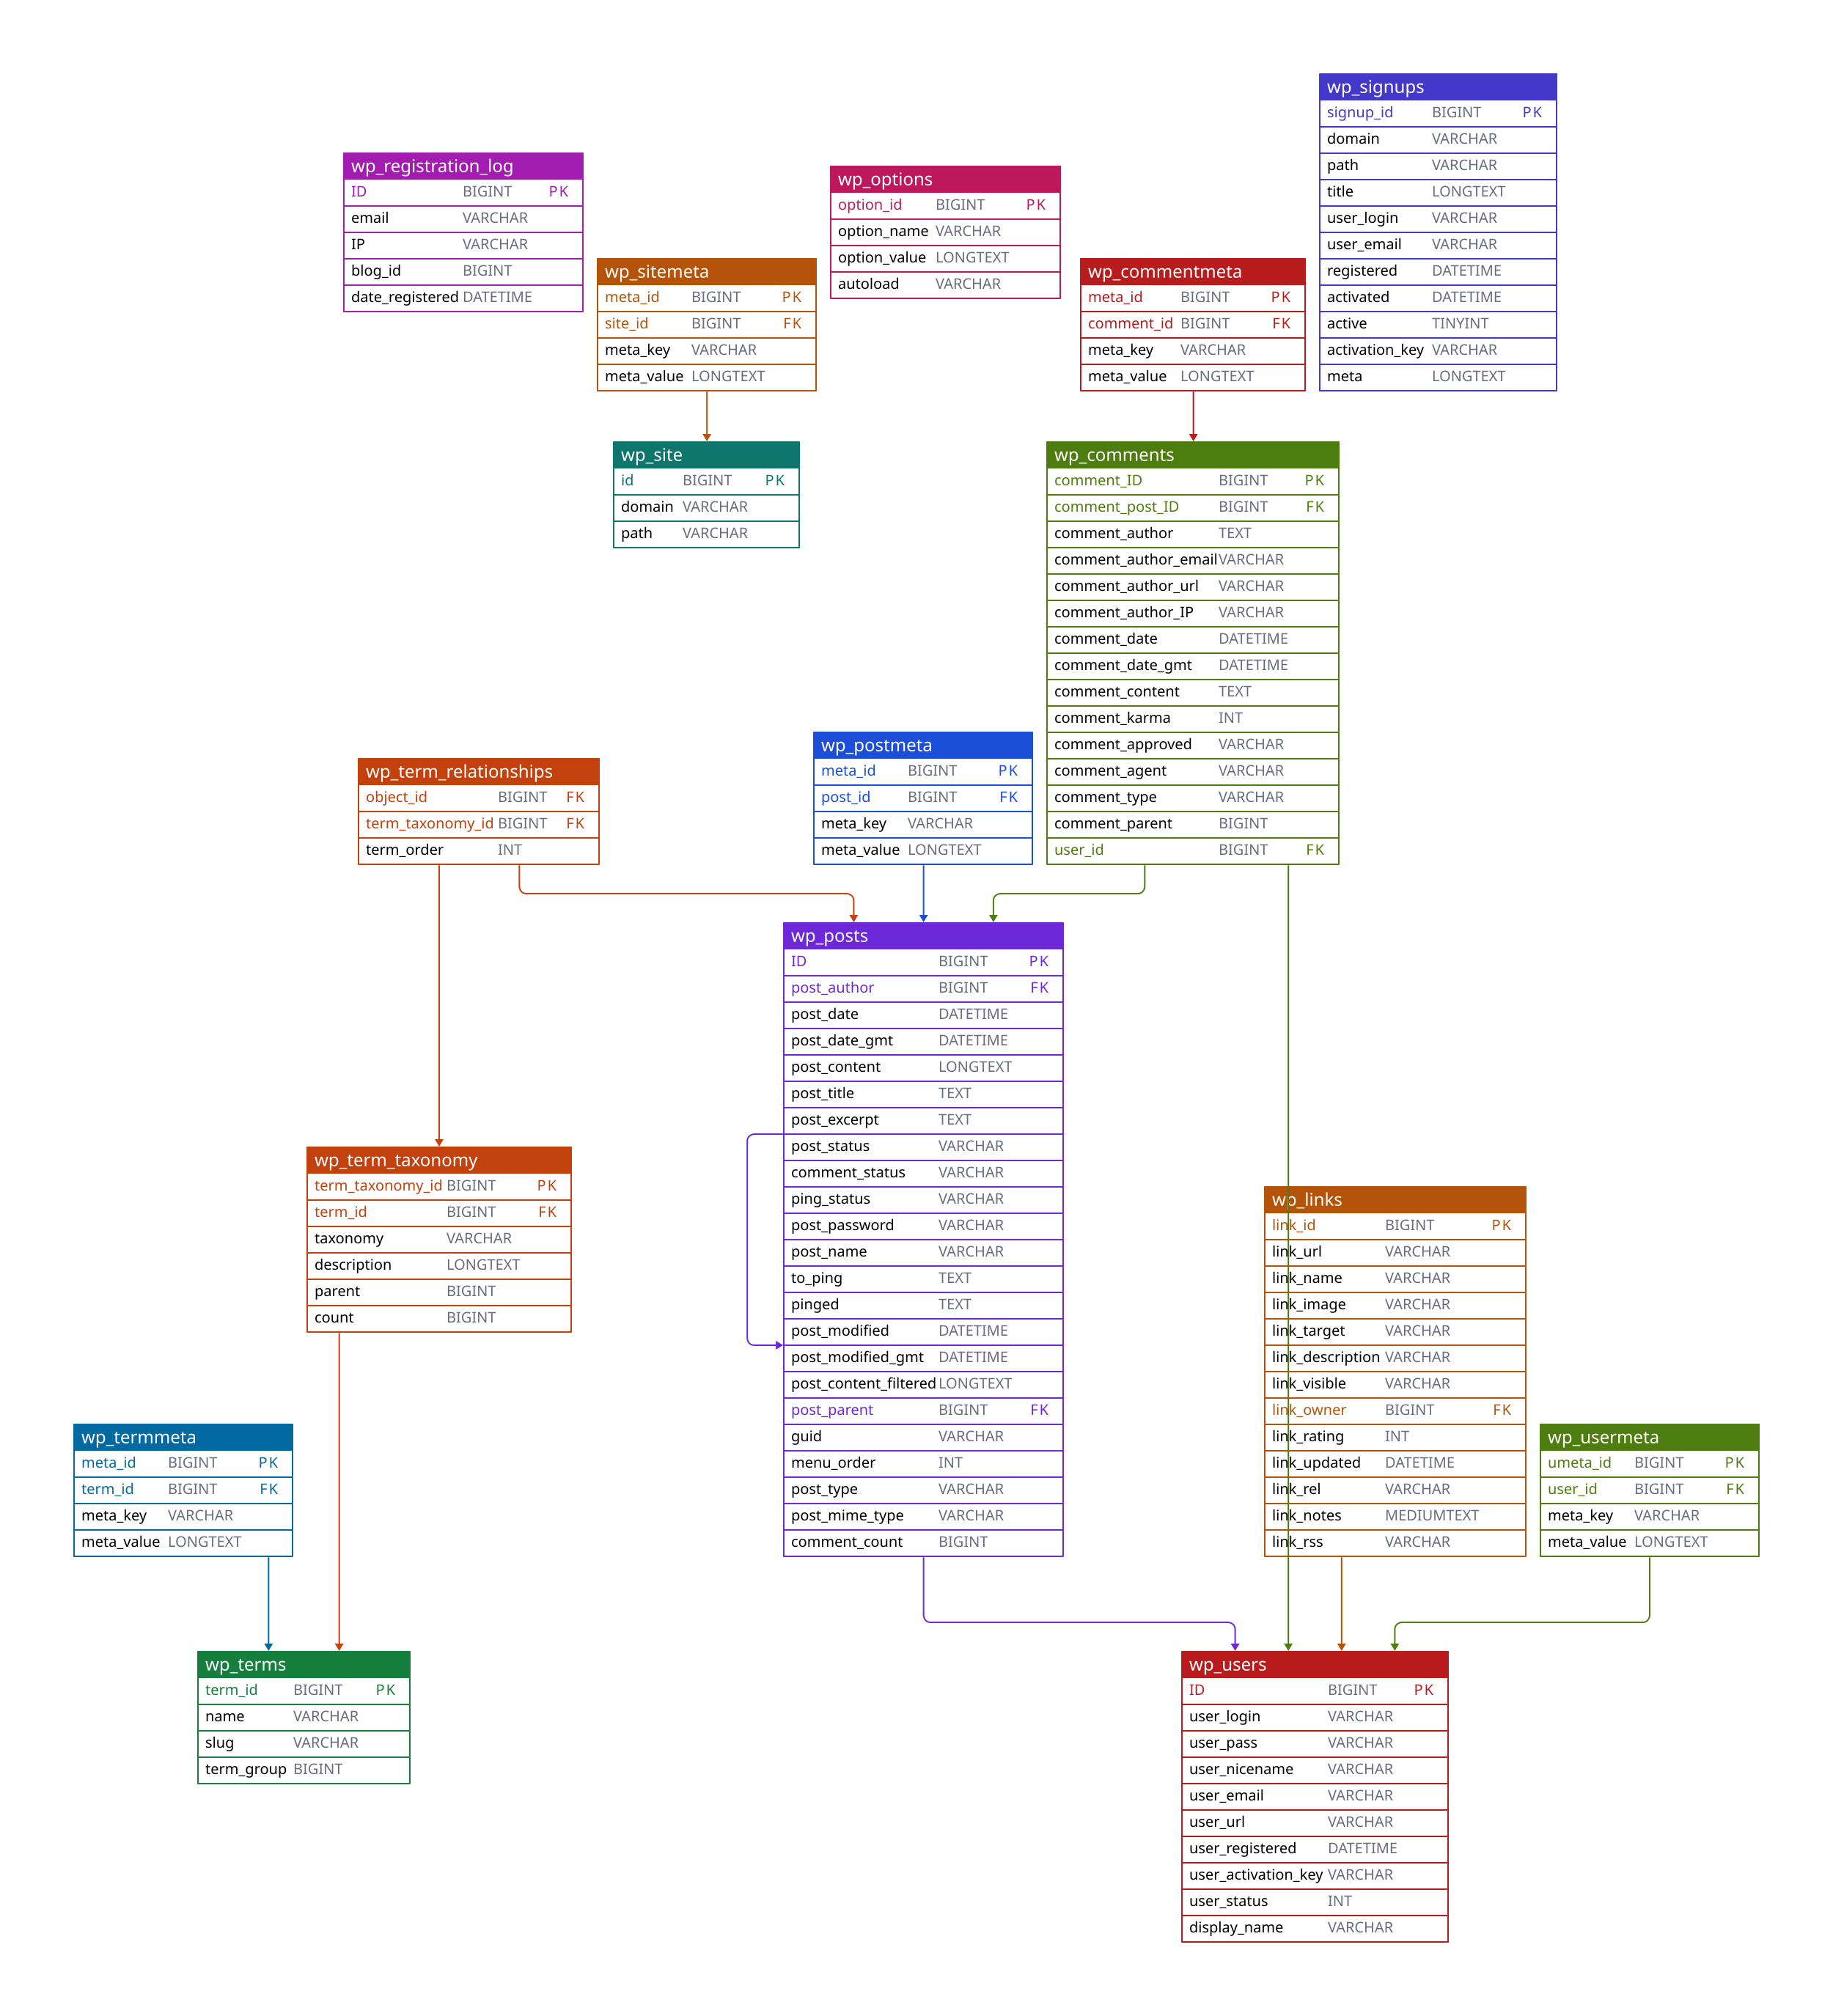 wp_signups
signup_id BIGINT PK
domain VARCHAR
path VARCHAR
title LONGTEXT
user_login VARCHAR
user_email VARCHAR
registered DATETIME
activated DATETIME
active TINYINT
activation_key VARCHAR
meta LONGTEXT
wp_registration_log
ID BIGINT PK
email VARCHAR
IP VARCHAR
blog_id BIGINT
date_registered DATETIME
wp_options
option_id BIGINT PK
option_name VARCHAR
option_value LONGTEXT
autoload VARCHAR
wp_sitemeta
meta_id BIGINT PK
site_id BIGINT FK
meta_key VARCHAR
meta_value LONGTEXT
wp_commentmeta
meta_id BIGINT PK
comment_id BIGINT FK
meta_key VARCHAR
meta_value LONGTEXT
wp_site
id BIGINT PK
domain VARCHAR
path VARCHAR
wp_comments
comment_ID BIGINT PK
comment_post_ID BIGINT FK
comment_author TEXT
comment_author_email VARCHAR
comment_author_url VARCHAR
comment_author_IP VARCHAR
comment_date DATETIME
comment_date_gmt DATETIME
comment_content TEXT
comment_karma INT
comment_approved VARCHAR
comment_agent VARCHAR
comment_type VARCHAR
comment_parent BIGINT
user_id BIGINT FK
wp_postmeta
meta_id BIGINT PK
post_id BIGINT FK
meta_key VARCHAR
meta_value LONGTEXT
wp_term_relationships
object_id BIGINT FK
term_taxonomy_id BIGINT FK
term_order INT
wp_posts
ID BIGINT PK
post_author BIGINT FK
post_date DATETIME
post_date_gmt DATETIME
post_content LONGTEXT
post_title TEXT
post_excerpt TEXT
post_status VARCHAR
comment_status VARCHAR
ping_status VARCHAR
post_password VARCHAR
post_name VARCHAR
to_ping TEXT
pinged TEXT
post_modified DATETIME
post_modified_gmt DATETIME
post_content_filtered LONGTEXT
post_parent BIGINT FK
guid VARCHAR
menu_order INT
post_type VARCHAR
post_mime_type VARCHAR
comment_count BIGINT
wp_term_taxonomy
term_taxonomy_id BIGINT PK
term_id BIGINT FK
taxonomy VARCHAR
description LONGTEXT
parent BIGINT
count BIGINT
wp_links
link_id BIGINT PK
link_url VARCHAR
link_name VARCHAR
link_image VARCHAR
link_target VARCHAR
link_description VARCHAR
link_visible VARCHAR
link_owner BIGINT FK
link_rating INT
link_updated DATETIME
link_rel VARCHAR
link_notes MEDIUMTEXT
link_rss VARCHAR
wp_termmeta
meta_id BIGINT PK
term_id BIGINT FK
meta_key VARCHAR
meta_value LONGTEXT
wp_usermeta
umeta_id BIGINT PK
user_id BIGINT FK
meta_key VARCHAR
meta_value LONGTEXT
wp_terms
term_id BIGINT PK
name VARCHAR
slug VARCHAR
term_group BIGINT
wp_users
ID BIGINT PK
user_login VARCHAR
user_pass VARCHAR
user_nicename VARCHAR
user_email VARCHAR
user_url VARCHAR
user_registered DATETIME
user_activation_key VARCHAR
user_status INT
display_name VARCHAR